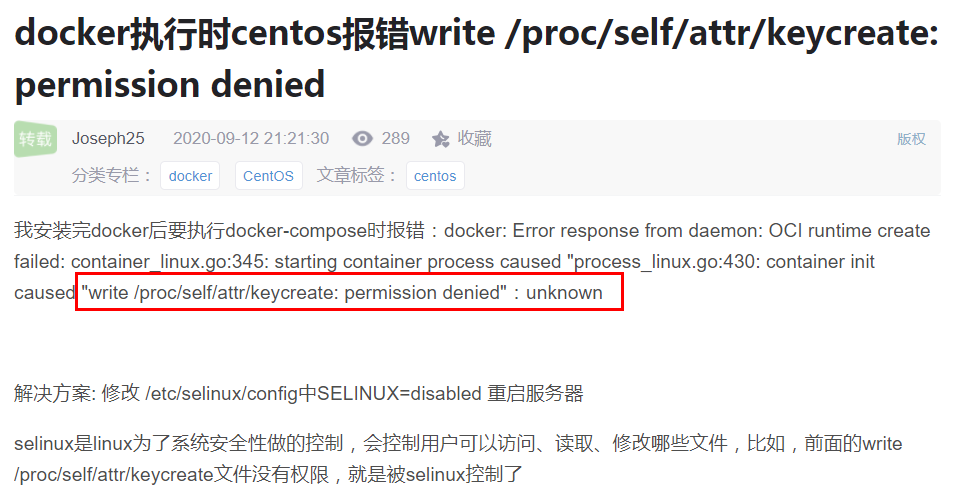 docker执行时centos报错write /proc/self/attr/keycreate:
permission denied
转载 Joseph25 2020-09-12 21:21:30 289 收藏 版权
分类专栏： docker CentOS 文章标签： centos
我安装完docker后要执行docker-compose时报错：docker: Error response from daemon: OCI runtime create
failed: container_linux.go:345: starting container process caused "process_linux.go:430: container init
caused "write /proc/self/attr/keycreate: permission denied"：unknown
解决方案: 修改 /etc/selinux/config中SELINUX=disabled 重启服务器
selinux是linux为了系统安全性做的控制，会控制用户可以访问、读取、修改哪些文件，比如，前面的write
/proc/self/attr/keycreate文件没有权限，就是被selinux控制了